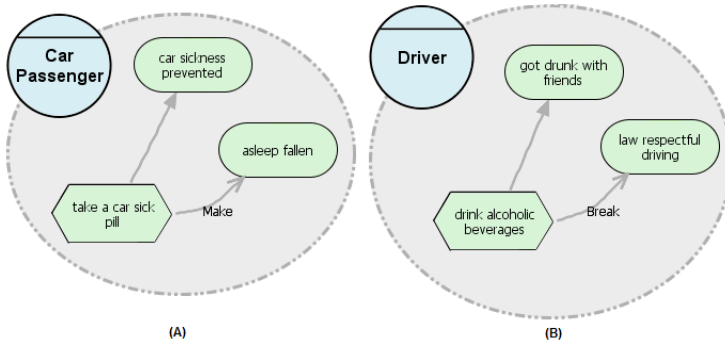 Car
Passenger
car sickness
prevented
asleep fallen
take a car sick
pill
Make
(A)
Driver
got drunk with
friends
law respectful
driving
drink alcoholic
beverages
Break
(B)